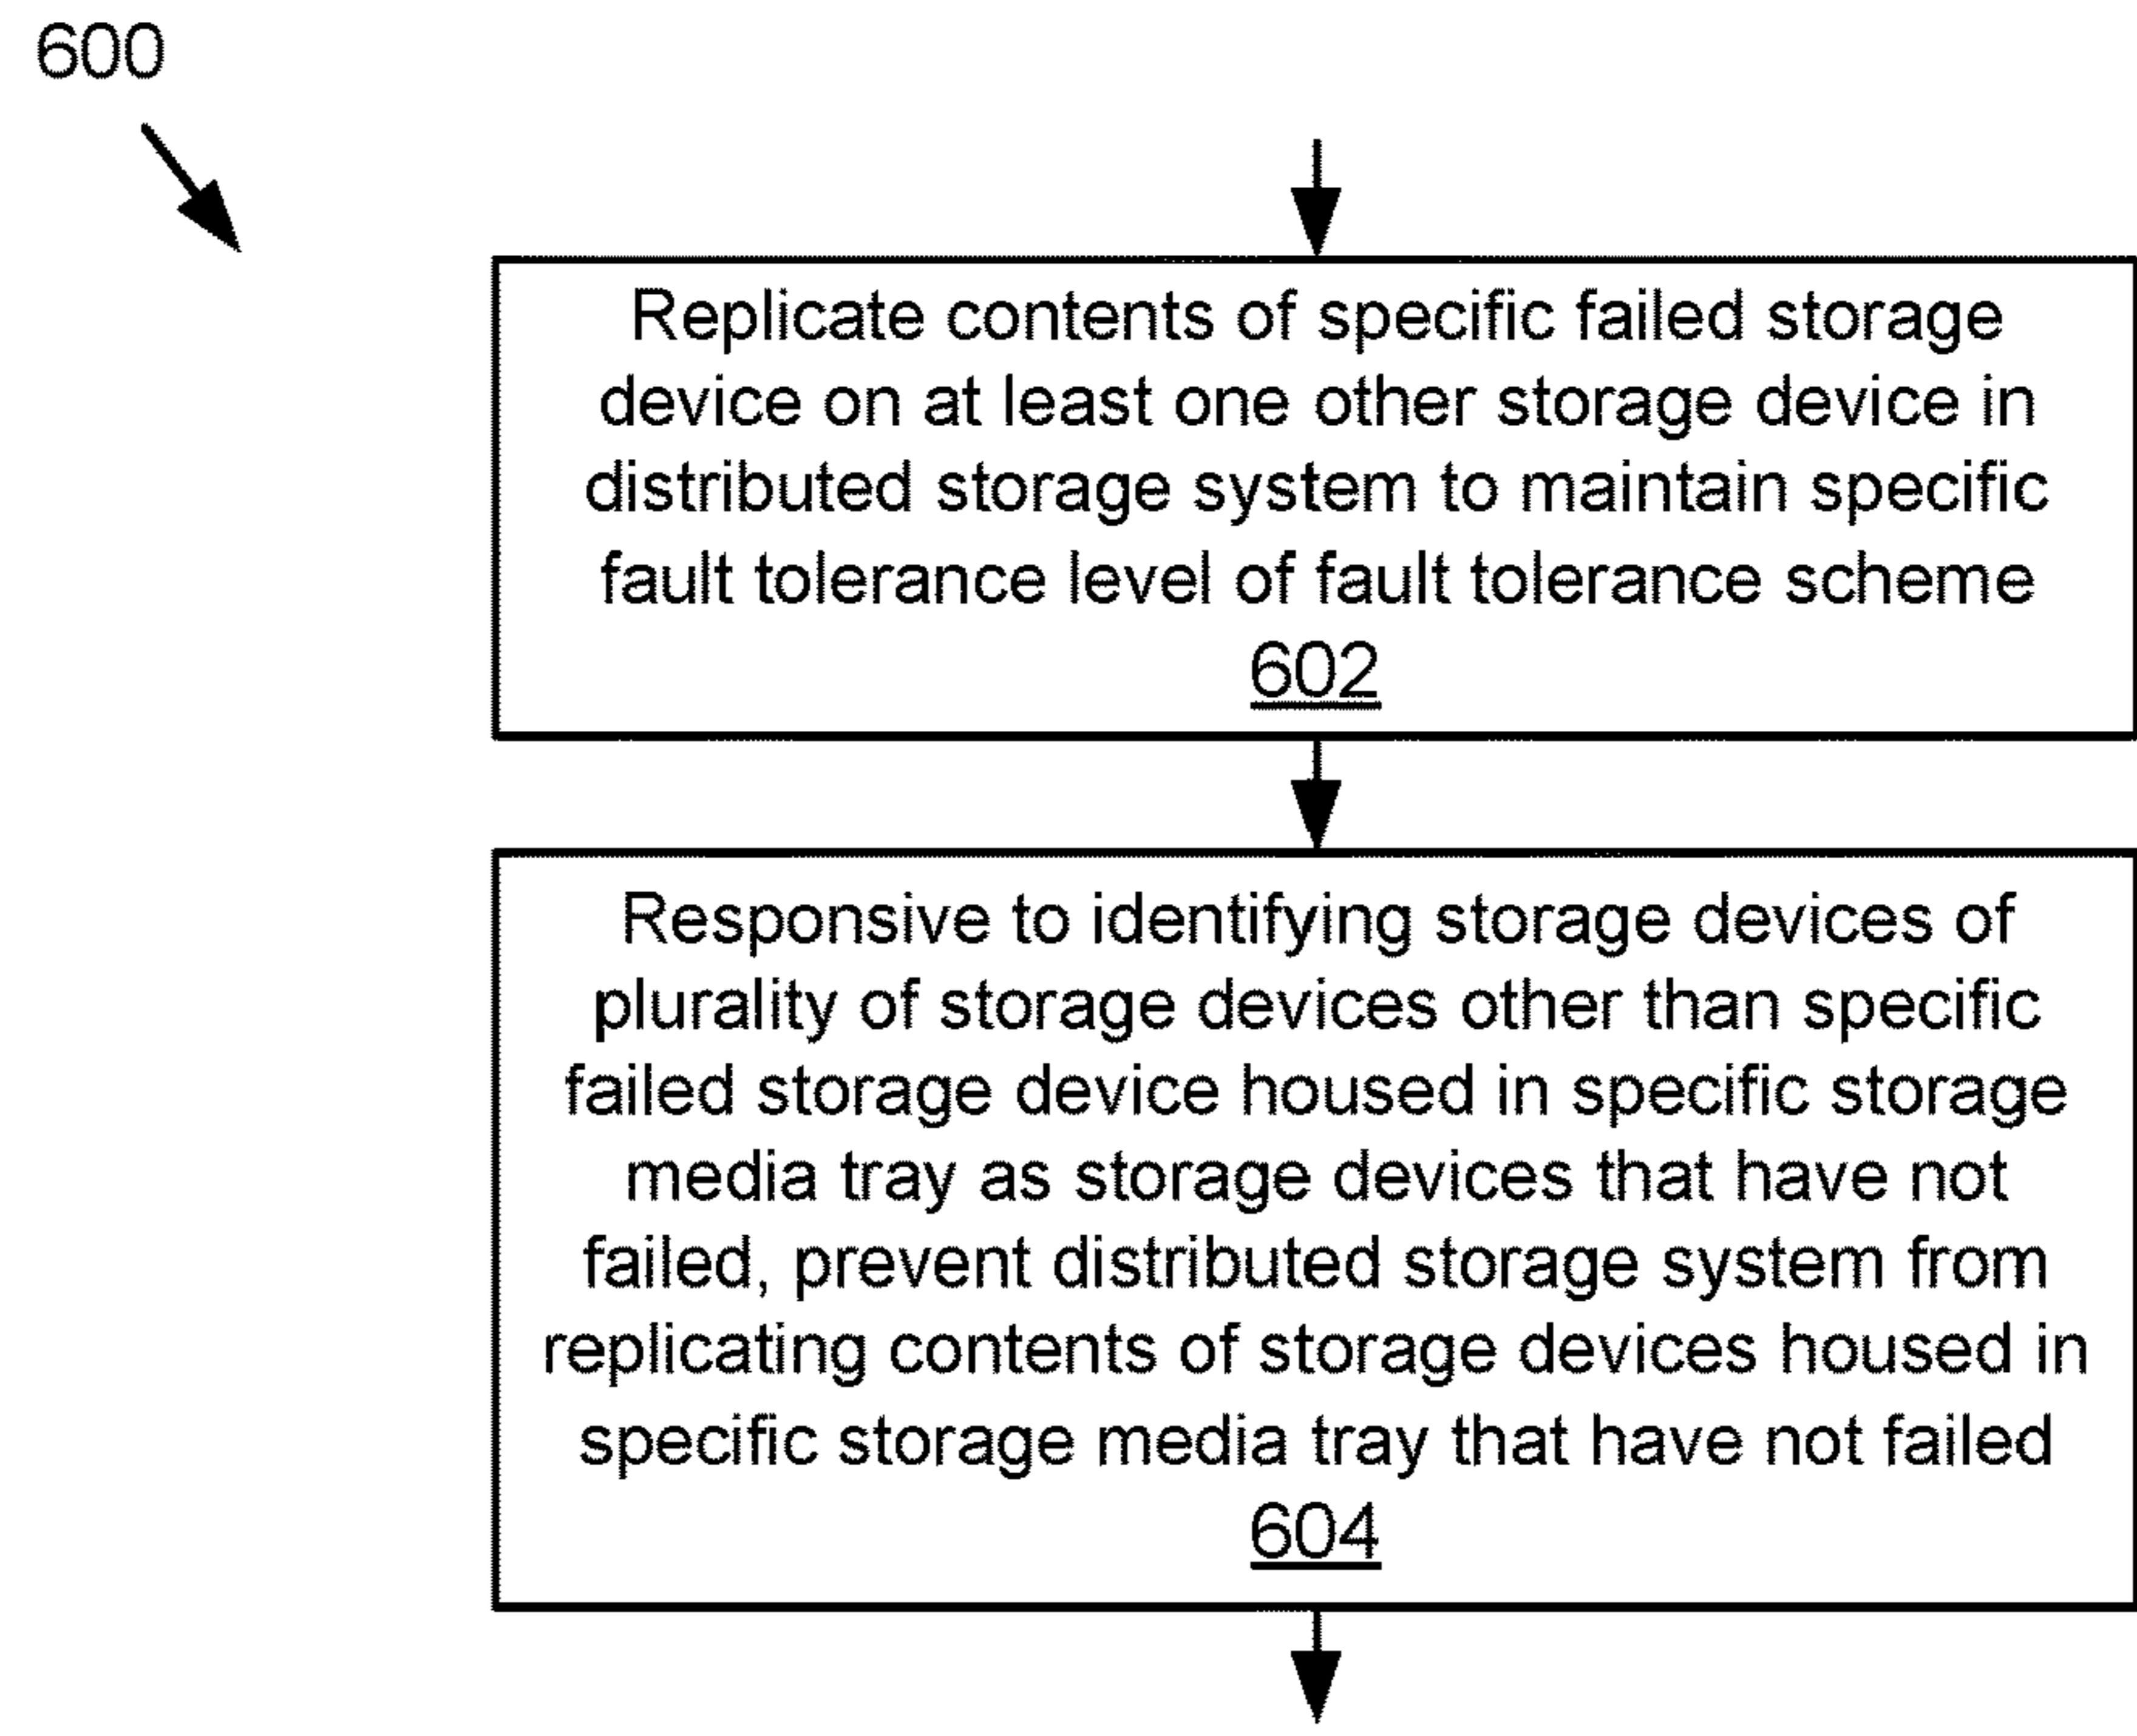 600
Replicate contents of specific failed storage
device on at least one other storage device in
distributed storage system to maintain specific
fault tolerance level of fault tolerance scheme
602
Responsive to identifying storage devices of
plurality of storage devices other than specific
failed storage device housed in specific storage
media tray as storage devices that have not
failed, prevent distributed storage system from
replicating contents of storage devices housed in
specific storage media tray that have not failed
604